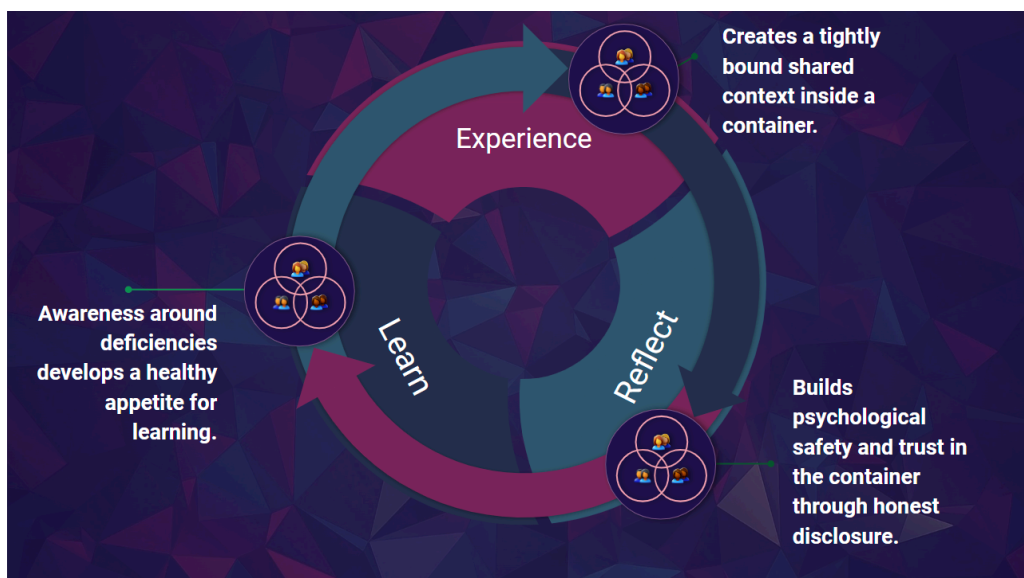 Creates a tightly
bound shared
context inside a
container.
Experience
Awareness around
deficiencies
develops a healthy
appetite for
learning.
Learn
Reflect
Builds
psychological
safety and trust in
the container
through honest
disclosure.